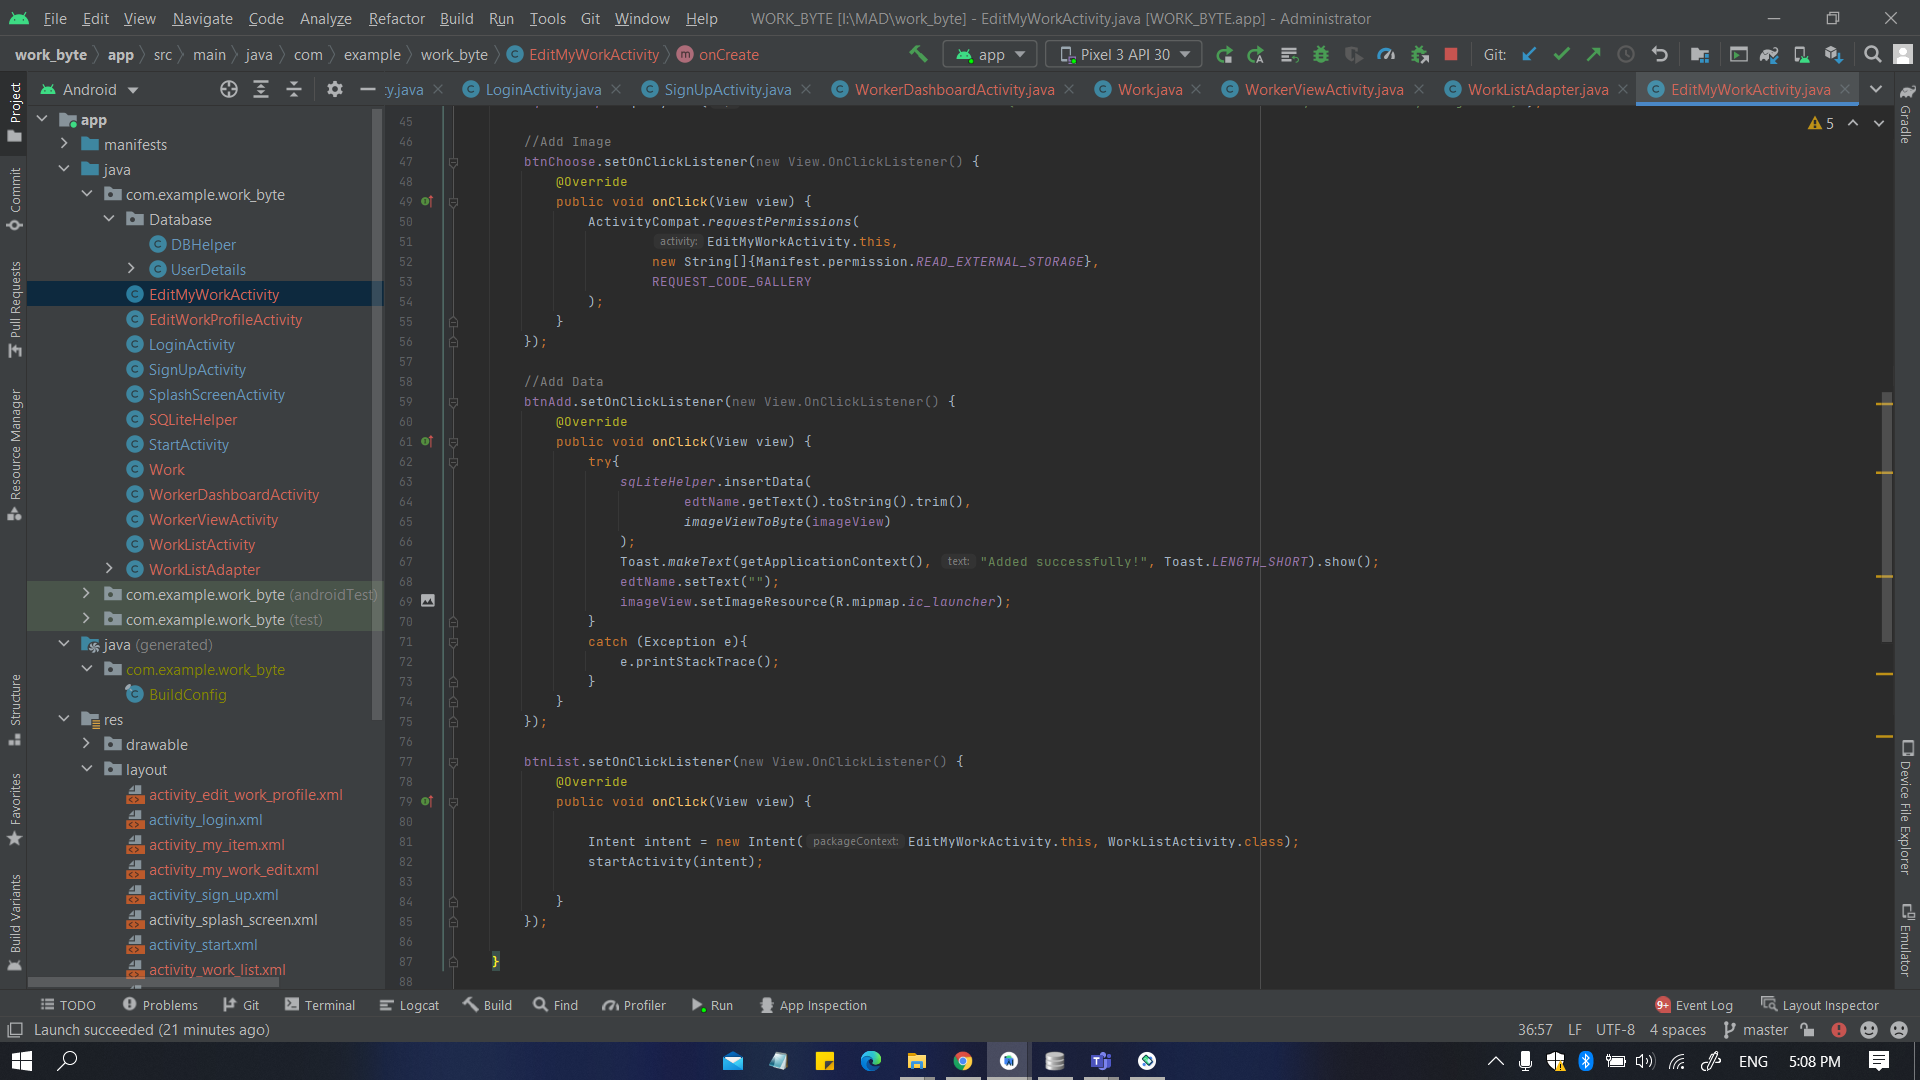 File Edit View Navigate Code Analyze Refactor Build Run Tools Git Window Help WORK_BYTE [I:\MAD\work_byte] - EditMyWorkActivity.java [WORK_BYTE.app] - Administrator
work_byte app src main java com example work_byte EditMyWorkActivity onCreate app Pixel 3 API 30 Git:
Android ty.java LoginActivity.java SignUpActivity.java WorkerDashboardActivity.java Work.java WorkerViewActivity.java WorkListAdapter.java EditMyWorkActivity.java
Project
Commit
Pull Requests
Resource Manager
Structure
Favorites
Build Variants
app
manifests
java
com.example.work_byte
Database
DBHelper
UserDetails
EditMyWorkActivity
EditWorkProfileActivity
LoginActivity
SignUpActivity
SplashScreenActivity
SQLiteHelper
StartActivity
Work
WorkerDashboardActivity
WorkerViewActivity
WorkListActivity
WorkListAdapter
com.example.work_byte (androidTest)
com.example.work_byte (test)
java (generated)
com.example.work_byte
BuildConfig
res
drawable
layout
activity_edit_work_profile.xml
activity_login.xml
activity_my_item.xml
activity_my_work_edit.xml
activity_sign_up.xml
activity_splash_screen.xml
activity_start.xml
activity_work_list.xml
5
45
46 //Add Image
47 btnChoose.setOnClickListener(new View.OnClickListener() {
48 @Override
49 public void onClick(View view) {
50 ActivityCompat.requestPermissions(
51 activity: EditMyWorkActivity.this,
52 new String[]{Manifest.permission.READ_EXTERNAL_STORAGE},
53 REQUEST_CODE_GALLERY
54 );
55 }
56 });
57
58 //Add Data
59 btnAdd.setOnClickListener(new View.OnClickListener() {
60 @Override
61 public void onClick(View view) {
62 try{
63 sqLiteHelper.insertData(
64 edtName.getText().toString().trim(),
65 imageViewToByte(imageView)
66 );
67 Toast.makeText(getApplicationContext(), text: "Added successfully!", Toast.LENGTH_SHORT).show();
68 edtName.setText("");
69 imageView.setImageResource(R.mipmap.ic_launcher);
70 }
71 catch (Exception e){
72 e.printStackTrace();
73 }
74 }
75 });
76
77 btnList.setOnClickListener(new View.OnClickListener() {
78 @Override
79 public void onClick(View view) {
80
81 Intent intent = new Intent( packageContext: EditMyWorkActivity.this, WorkListActivity.class);
82 startActivity(intent);
83
84 }
85 });
86
87 }
88
Gradle
Device File Explorer
Emulator
TODO Problems Git Terminal Logcat Build Find Profiler Run App Inspection 9+ Event Log Layout Inspector
Launch succeeded (21 minutes ago) 36:57 LF UTF-8 4 spaces master
ENG 5:08 PM